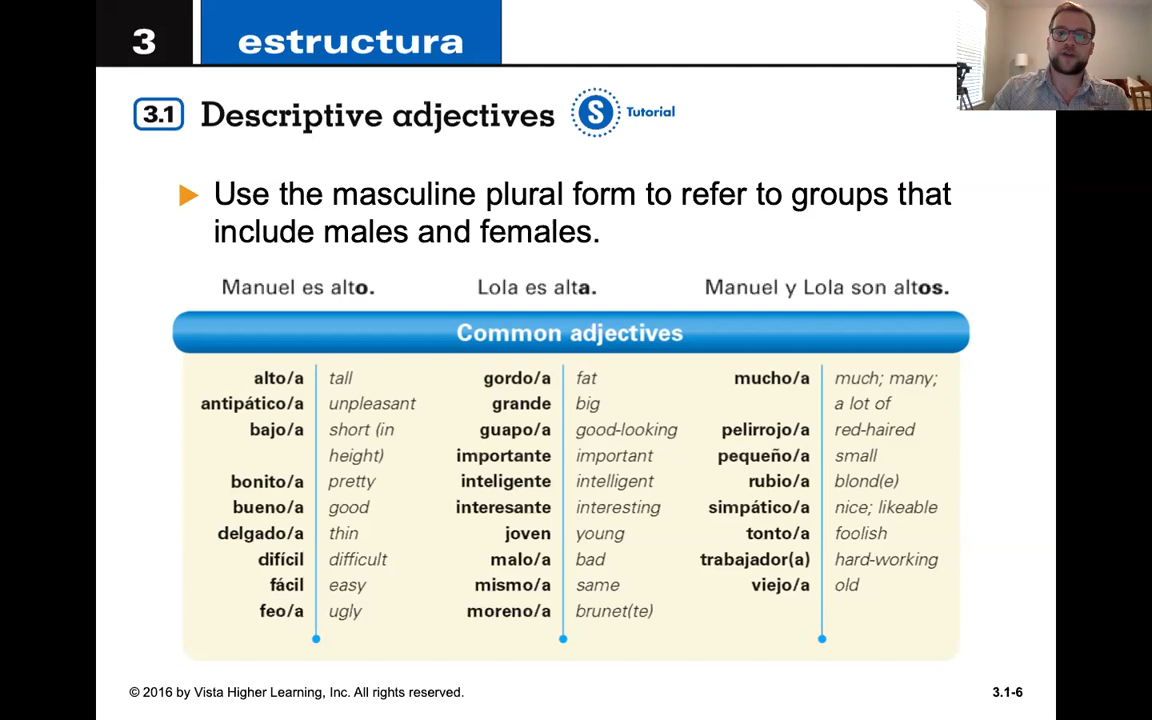 3 estructura
3.1 Descriptive adjectives S Tutorial
Use the masculine plural form to refer to groups that
include males and females.
Manuel es alto. Lola es alta. Manuel y Lola son altos.
Common adjectives
alto/a tall
antipático/a unpleasant
bajo/a short (in
height)
bonito/a pretty
bueno/a good
delgado/a thin
difícil difficult
fácil easy
feo/a ugly
gordo/a fat
grande big
guapo/a good-looking
importante important
inteligente intelligent
interesante interesting
joven young
malo/a bad
mismo/a same
moreno/a brunet(te)
mucho/a much; many;
a lot of
pelirrojo/a red-haired
pequeño/a small
rubio/a blond(e)
simpático/a nice; likeable
tonto/a foolish
trabajador(a) hard-working
viejo/a old
© 2016 by Vista Higher Learning, Inc. All rights reserved. 3.1-6